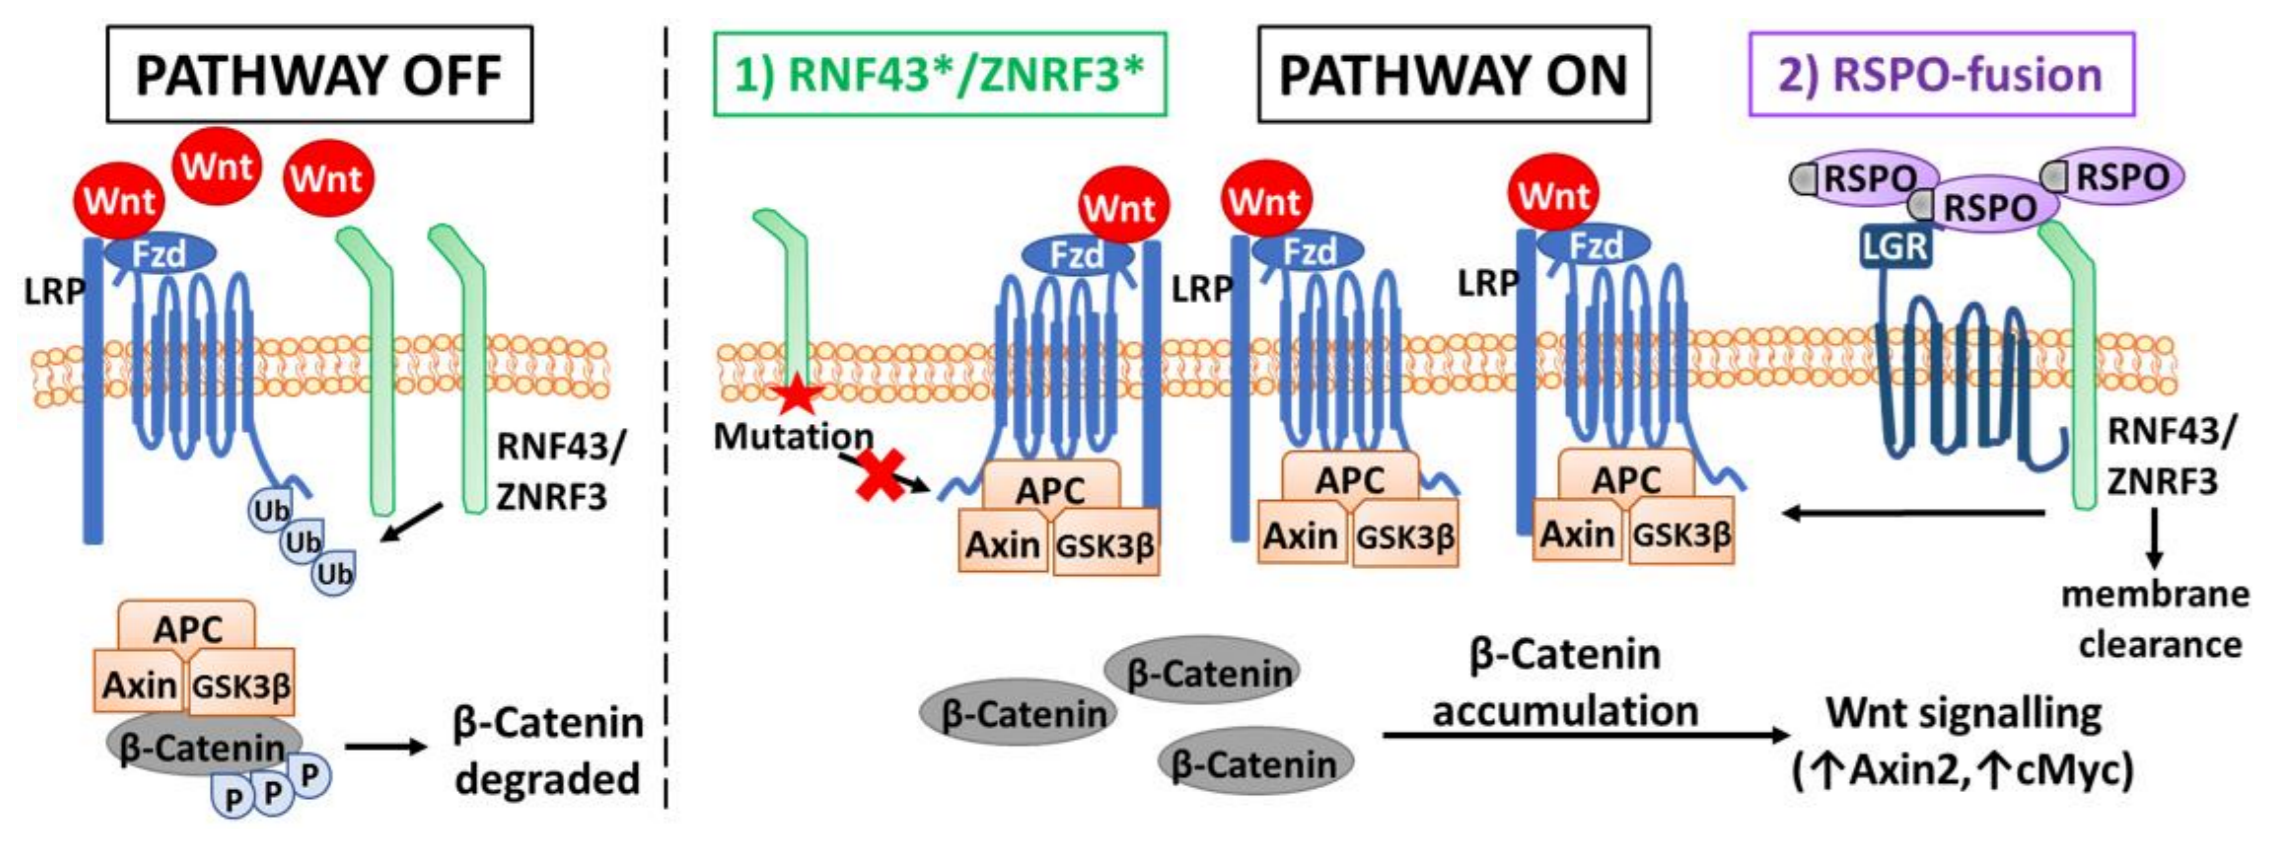 PATHWAY OFF
Wnt
Wnt
Wnt
Fzd
LRP
RNF43/
ZNRF3
Ub
Ub
Ub
APC
Axin
GSK3β
β-Catenin
P
P
P
β-Catenin
degraded
1) RNF43*/ZNRF3*
PATHWAY ON
2) RSPO-fusion
Mutation
Wnt
Fzd
LRP
APC
Axin
GSK3β
Wnt
Fzd
APC
Axin
GSK3β
Wnt
Fzd
LRP
APC
Axin
GSK3β
RSPO
RSPO
RSPO
LGR
RNF43/
ZNRF3
membrane
clearance
β-Catenin
β-Catenin
β-Catenin
β-Catenin
accumulation
Wnt signalling
(↑Axin2,↑cMyc)